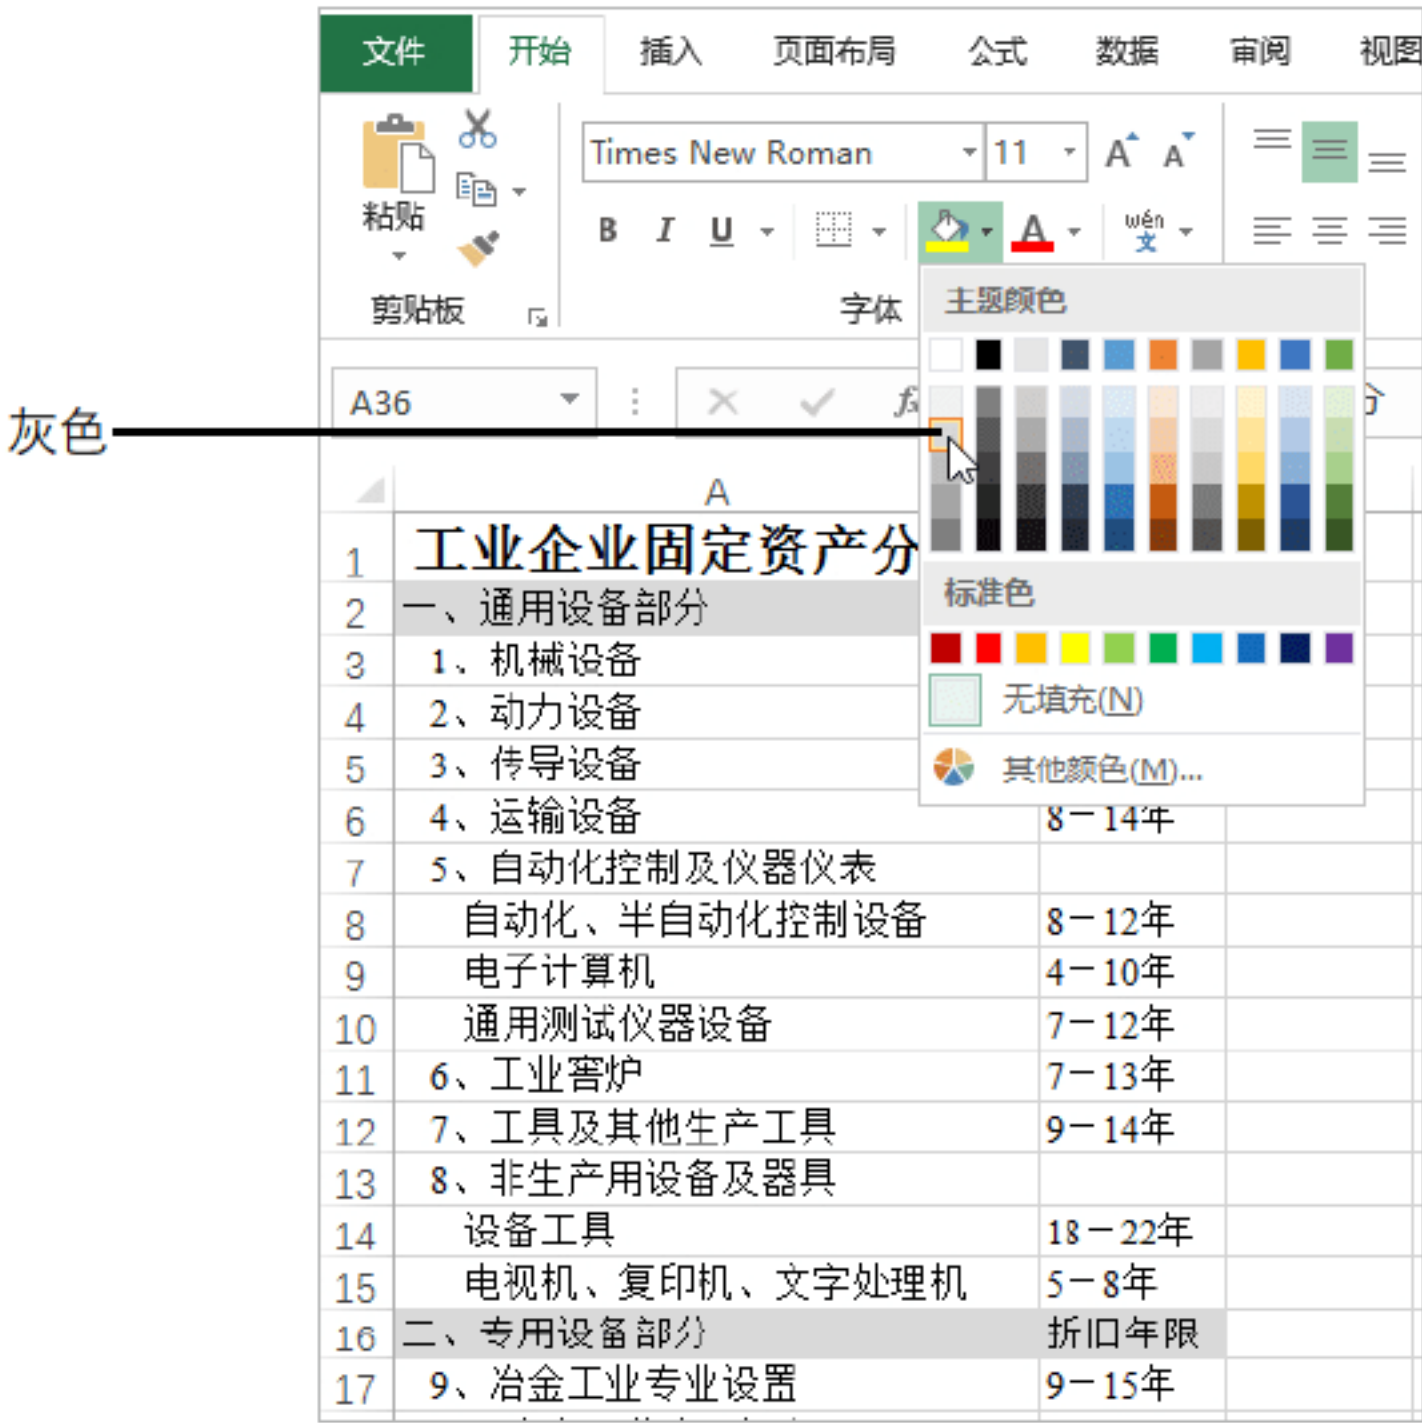 文件 开始 插入 页面布局 公式 数据 审阅 视图
Times New Roman 11 A A
粘贴
B I U A wén 文
剪贴板 字体
主题颜色
A36
灰色
A
1 工业企业固定资产分
标准色
2 一、通用设备部分
3 1、机械设备
无填充(N)
4 2、动力设备
5 3、传导设备
其他颜色(M)...
6 4、运输设备 8－14年
7 5、自动化控制及仪器仪表
8 自动化、半自动化控制设备 8－12年
9 电子计算机 4－10年
10 通用测试仪器设备 7－12年
11 6、工业窑炉 7－13年
12 7、工具及其他生产工具 9－14年
13 8、非生产用设备及器具
14 设备工具 18－22年
15 电视机、复印机、文字处理机 5－8年
16 二、专用设备部分 折旧年限
17 9、冶金工业专业设置 9－15年